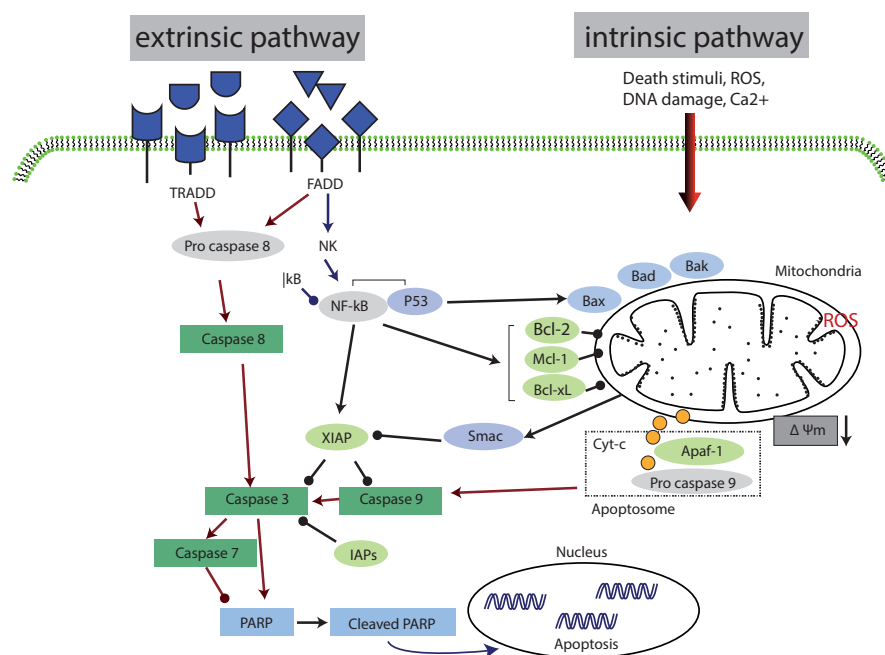 extrinsic pathway
intrinsic pathway
Death stimuli, ROS,
DNA damage, Ca2+
TRADD
FADD
Pro caspase 8
NK
|kB
NF-kB
P53
Bax
Bad
Bak
Mitochondria
ROS
Caspase 8
Bcl-2
Mcl-1
Bcl-xL
XIAP
Smac
Cyt-c
Apaf-1
Pro caspase 9
Δ Ψm
Apoptosome
Caspase 3
Caspase 9
Caspase 7
IAPs
Nucleus
PARP
Cleaved PARP
Apoptosis